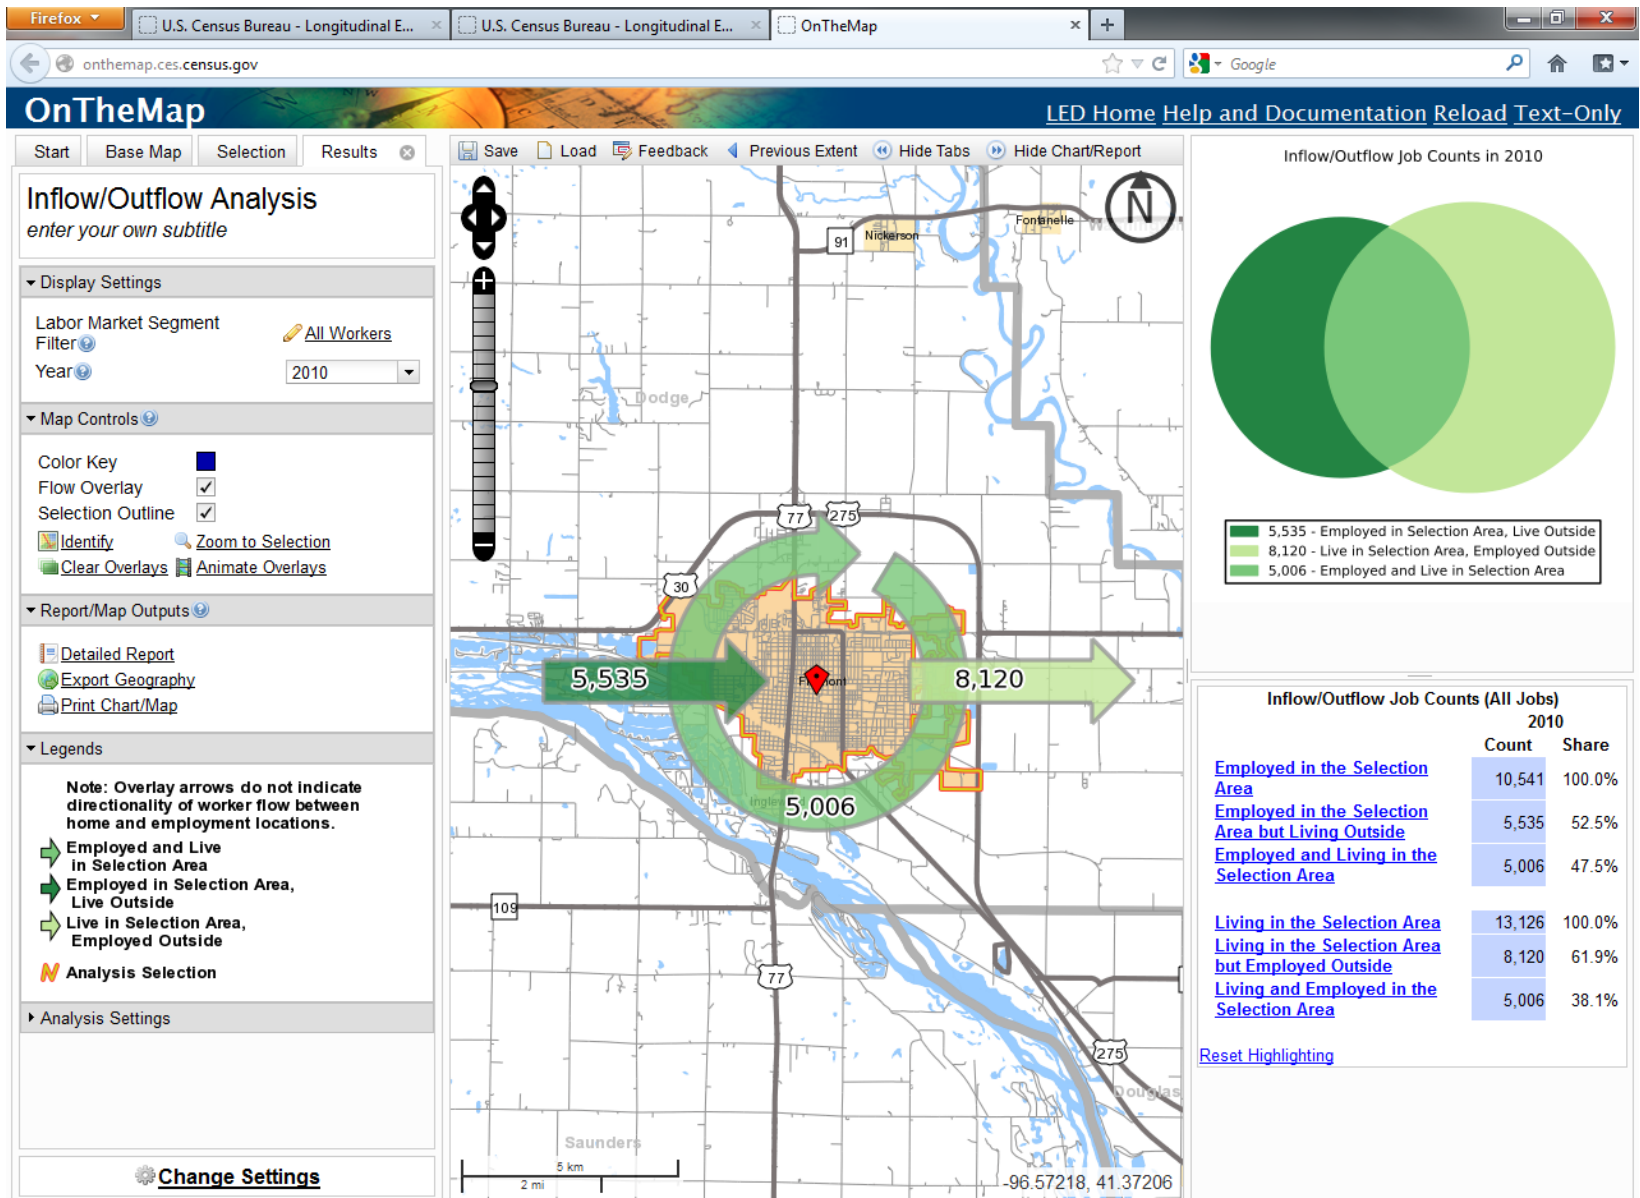 Firefox
U.S. Census Bureau - Longitudinal E...
U.S. Census Bureau - Longitudinal E...
OnTheMap
onthemap.ces.census.gov
Google
OnTheMap
LED Home Help and Documentation Reload Text-Only
Start Base Map Selection Results
Save Load Feedback Previous Extent Hide Tabs Hide Chart/Report
Inflow/Outflow Analysis
enter your own subtitle
Display Settings
Labor Market Segment
Filter
All Workers
Year
2010
Map Controls
Color Key
Flow Overlay
Selection Outline
Identify Zoom to Selection
Clear Overlays Animate Overlays
Report/Map Outputs
Detailed Report
Export Geography
Print Chart/Map
Legends
Note: Overlay arrows do not indicate
directionality of worker flow between
home and employment locations.
Employed and Live
in Selection Area
Employed in Selection Area,
Live Outside
Live in Selection Area,
Employed Outside
Analysis Selection
Analysis Settings
Change Settings
N
Fontanelle
Nickerson
91
Dodge
77
275
30
5,535
8,120
5,006
109
77
275
Douglas
Saunders
5 km
2 mi
-96.57218, 41.37206
Inflow/Outflow Job Counts in 2010
5,535 - Employed in Selection Area, Live Outside
8,120 - Live in Selection Area, Employed Outside
5,006 - Employed and Live in Selection Area
Inflow/Outflow Job Counts (All Jobs)
2010
Count Share
Employed in the Selection
Area
10,541 100.0%
Employed in the Selection
Area but Living Outside
5,535 52.5%
Employed and Living in the
Selection Area
5,006 47.5%
Living in the Selection Area 13,126 100.0%
Living in the Selection Area
but Employed Outside
8,120 61.9%
Living and Employed in the
Selection Area
5,006 38.1%
Reset Highlighting